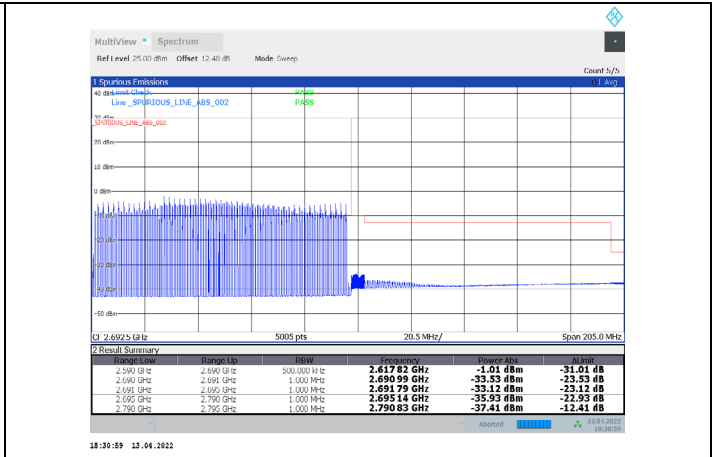 MultiView Spectrum
Ref Level 25.00 dBm Offset 12.48 dB Mode Sweep
Count 5/5
1 Spurious Emissions 1 Avg
40 dBm Limit Check PASS
Line _SPURIOUS_LINE_ABS_002 PASS
30 dBm
_SPURIOUS_LINE_ABS_002
20 dBm
10 dBm
0 dBm
-10 dBm
-20 dBm
-40 dBm
-50 dBm
CF 2.6925 GHz 5005 pts 20.5 MHz/ Span 205.0 MHz
2 Result Summary
Range Low Range Up RBW Frequency Power Abs ΔLimit
2.590 GHz 2.690 GHz 500.000 kHz 2.61782 GHz -1.01 dBm -31.01 dB
2.690 GHz 2.691 GHz 1.000 MHz 2.69099 GHz -33.53 dBm -23.53 dB
2.691 GHz 2.695 GHz 1.000 MHz 2.69179 GHz -33.12 dBm -23.12 dB
2.695 GHz 2.790 GHz 1.000 MHz 2.69514 GHz -35.93 dBm -22.93 dB
2.790 GHz 2.795 GHz 1.000 MHz 2.79083 GHz -37.41 dBm -12.41 dB
Aborted 13.04.2022
18:30:59
18:30:59 13.04.2022